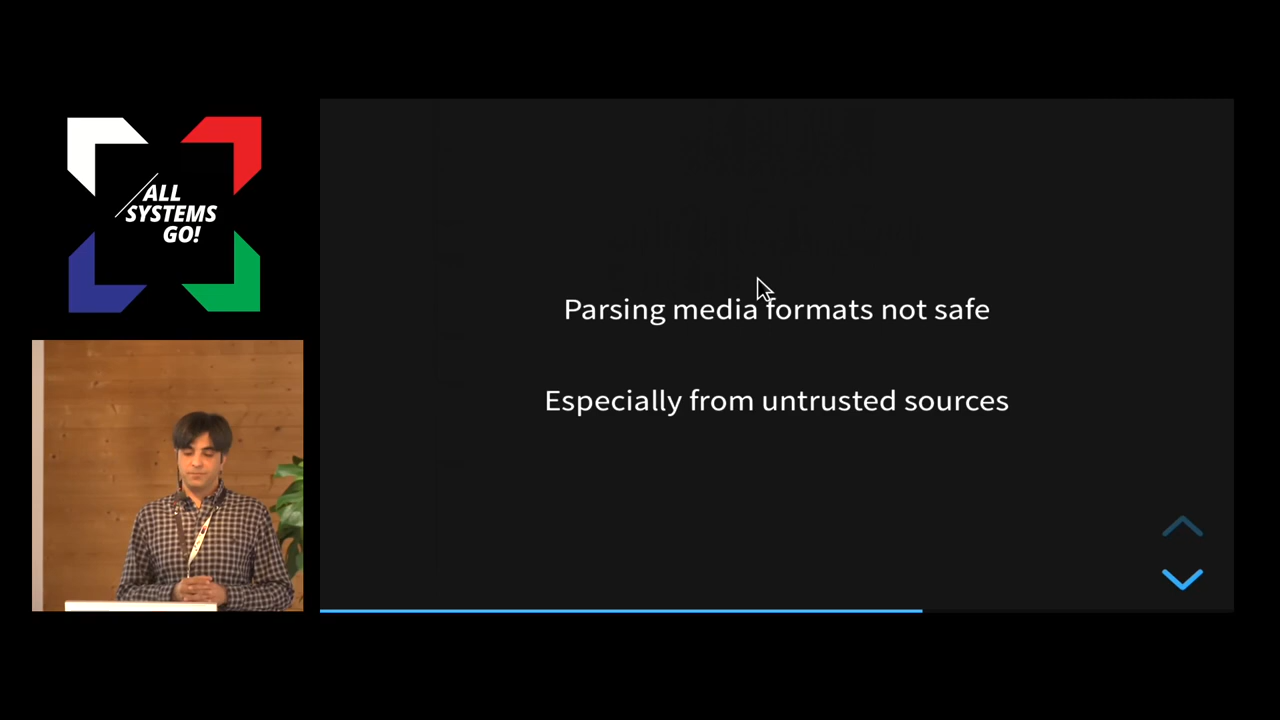 ALL
SYSTEMS
GO!
Parsing media formats not safe
Especially from untrusted sources